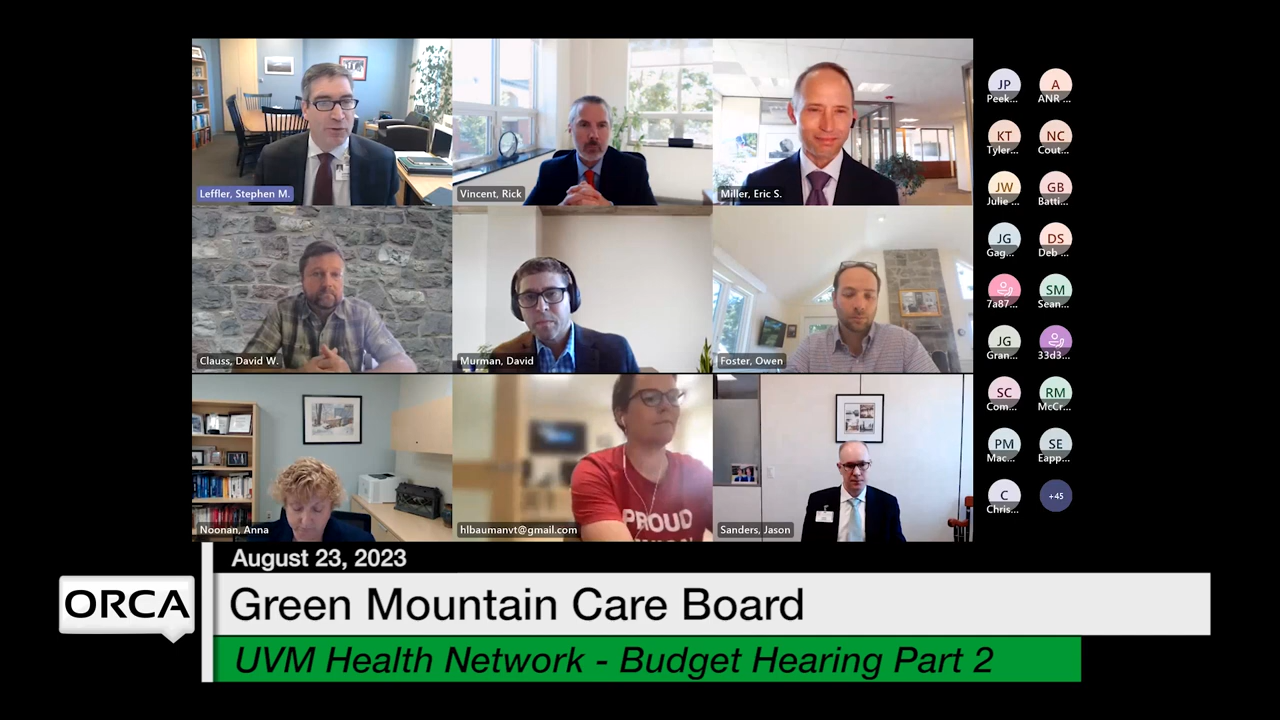 Leffler, Stephen M.
Vincent, Rick
Miller, Eric S.
Clauss, David W.
Murman, David
Foster, Owen
Noonan, Anna
hlbaumanvt@gmail.com
Sanders, Jason
PROUD
JP
Peek...
A
ANR ...
KT
Tyler...
NC
Cout...
JW
Julie ...
GB
Batti...
JG
Gag...
DS
Deb ...
7a87...
SM
Sean...
JG
Gran...
33d3...
SC
Com...
RM
McCr...
PM
Mac...
SE
Eapp...
C
Chris...
+45
August 23, 2023
ORCA
Green Mountain Care Board
UVM Health Network - Budget Hearing Part 2